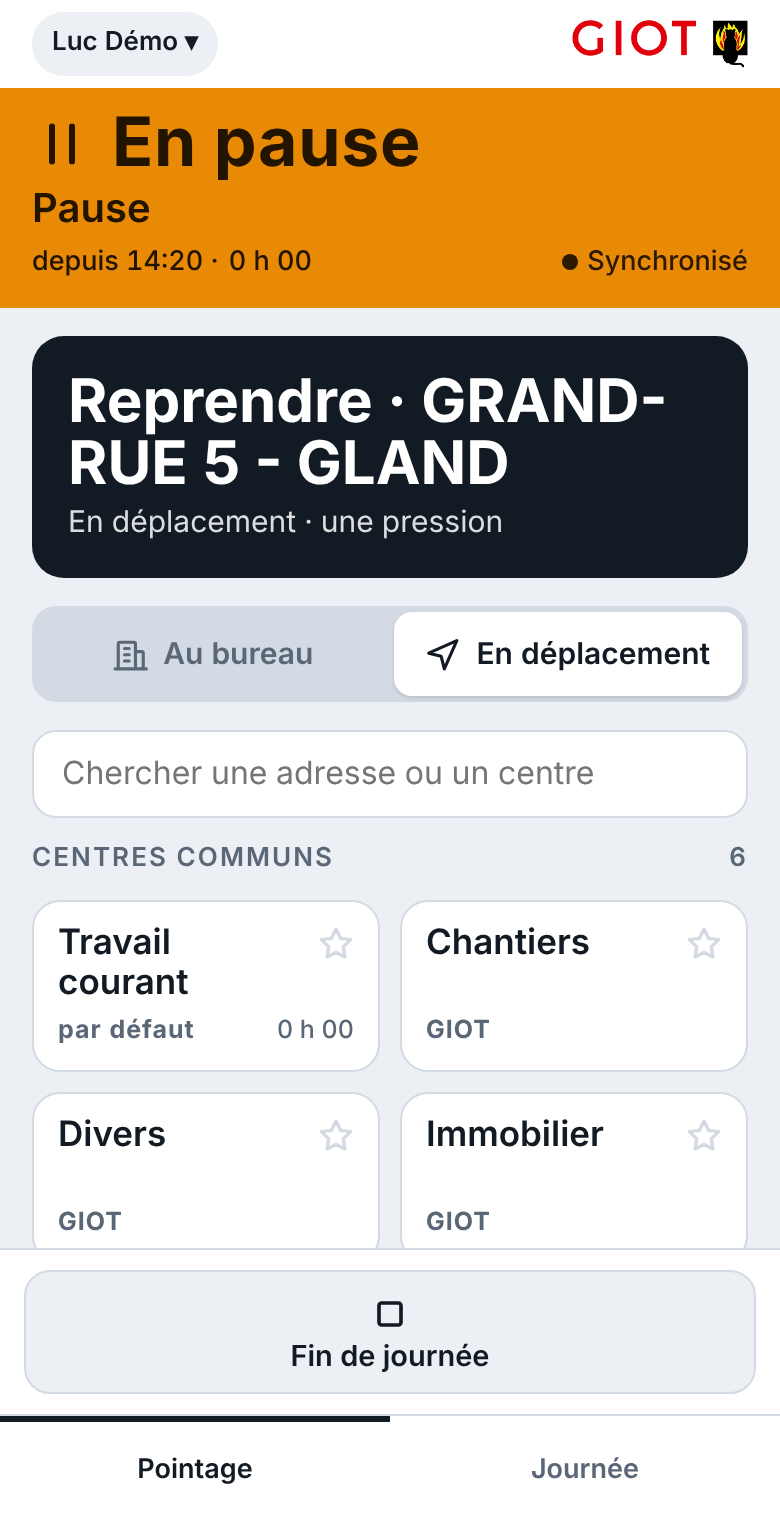 Luc Démo ▾
GIOT
En pause
Pause
depuis 14:20 · 0 h 00
● Synchronisé
Reprendre · GRAND-
RUE 5 - GLAND
En déplacement · une pression
Au bureau
En déplacement
Chercher une adresse ou un centre
CENTRES COMMUNS
6
Travail
courant
par défaut
0 h 00
Chantiers
GIOT
Divers
GIOT
Immobilier
GIOT
Fin de journée
Pointage
Journée